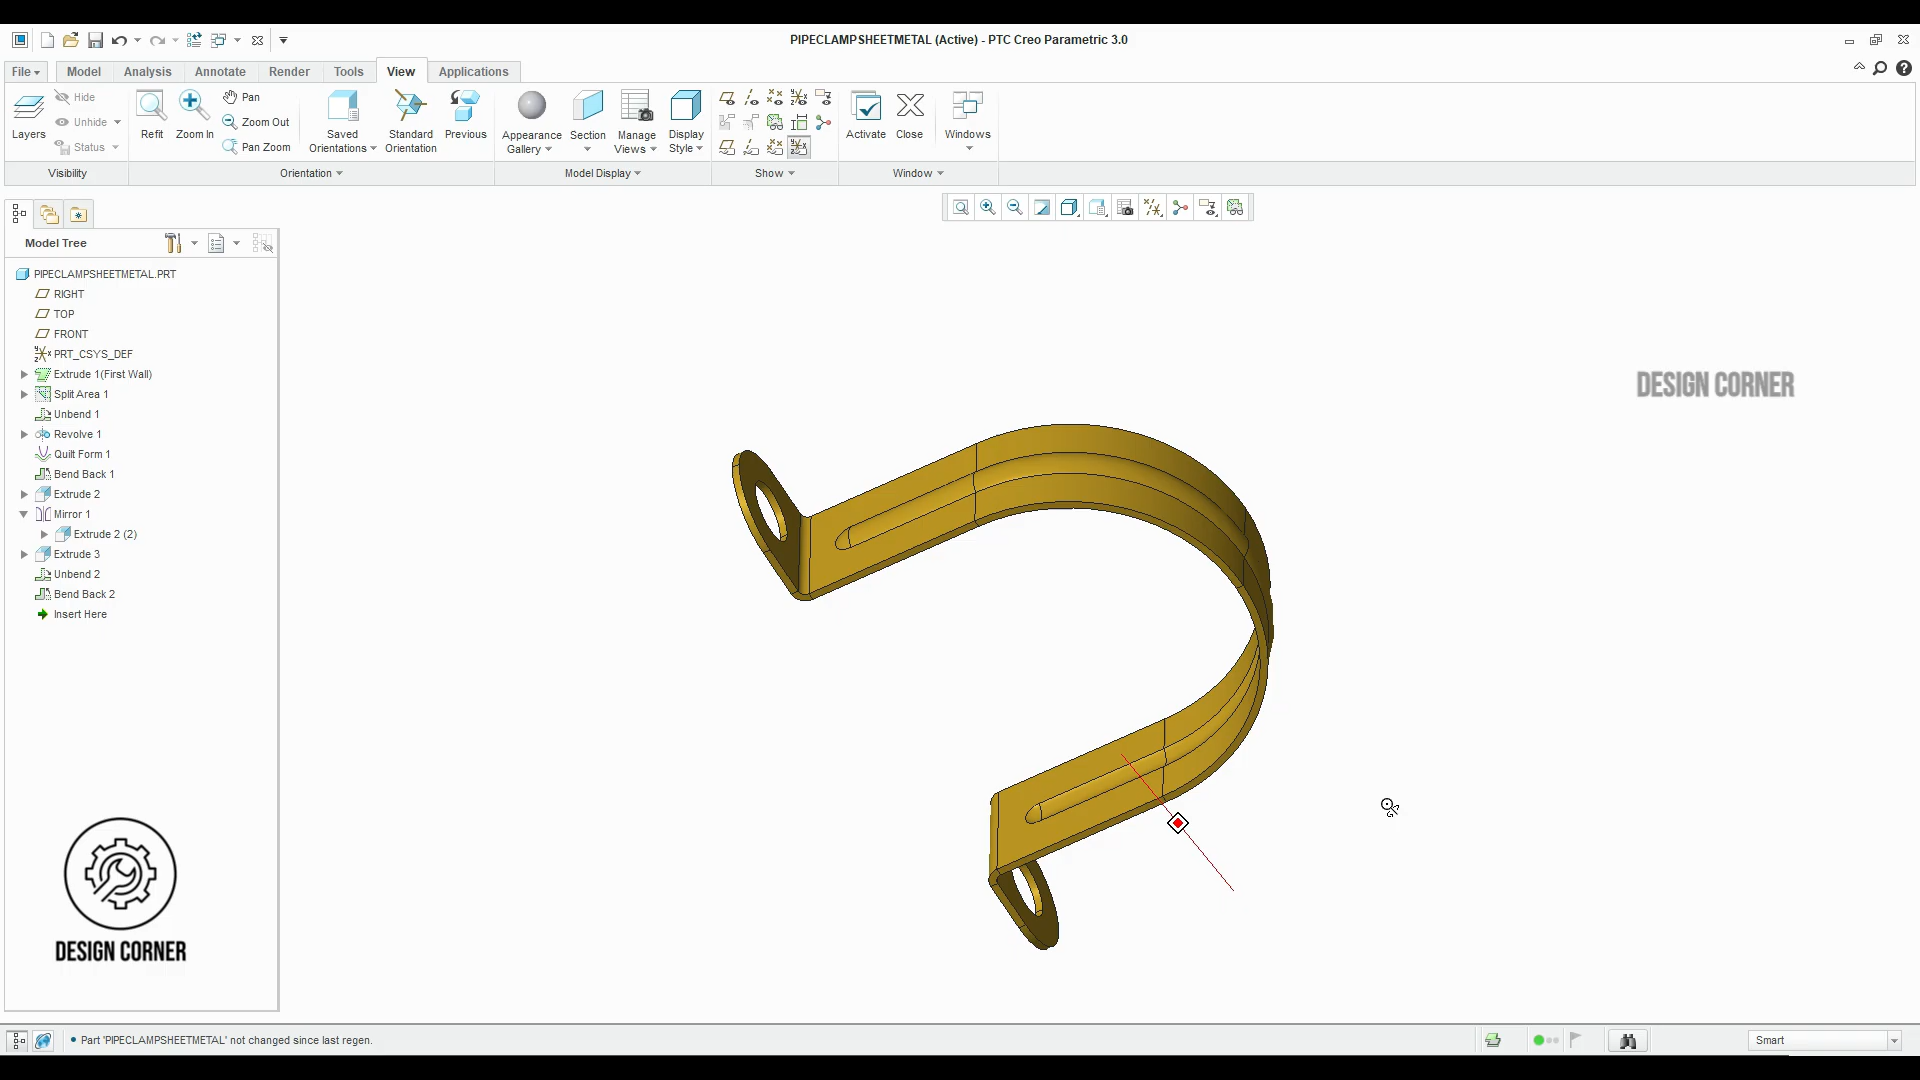 PIPECLAMPSHEETMETAL (Active) - PTC Creo Parametric 3.0
File Model Analysis Annotate Render Tools View Applications
Layers
Hide
Unhide
Status
Visibility
Refit
Zoom In
Pan
Zoom Out
Pan Zoom
Saved
Orientations
Standard
Orientation
Previous
Orientation
Appearance
Gallery
Section
Manage
Views
Display
Style
Model Display
Show
Activate
Close
Windows
Window
Model Tree
PIPECLAMPSHEETMETAL.PRT
RIGHT
TOP
FRONT
PRT_CSYS_DEF
Extrude 1(First Wall)
Split Area 1
Unbend 1
Revolve 1
Quilt Form 1
Bend Back 1
Extrude 2
Mirror 1
Extrude 2 (2)
Extrude 3
Unbend 2
Bend Back 2
Insert Here
DESIGN CORNER
DESIGN CORNER
Part 'PIPECLAMPSHEETMETAL' not changed since last regen.
Smart